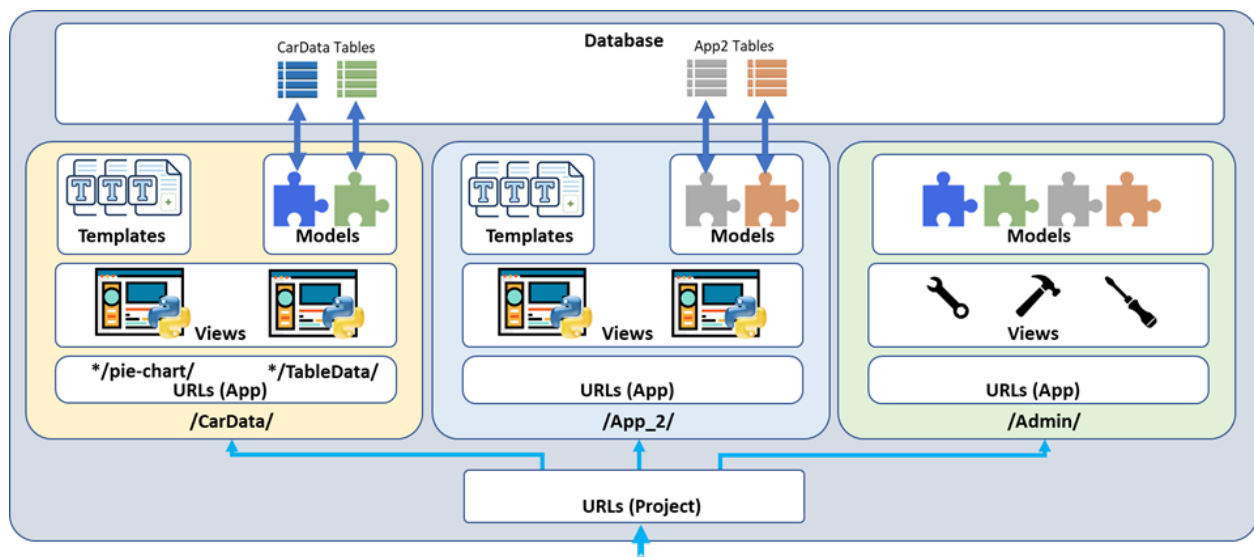 Database
CarData Tables
App2 Tables
T T T
Templates
Models
T T T
Templates
Models
Models
Views
Views
Views
*/pie-chart/ */TableData/
URLs (App)
URLs (App)
URLs (App)
/CarData/
/App_2/
/Admin/
URLs (Project)